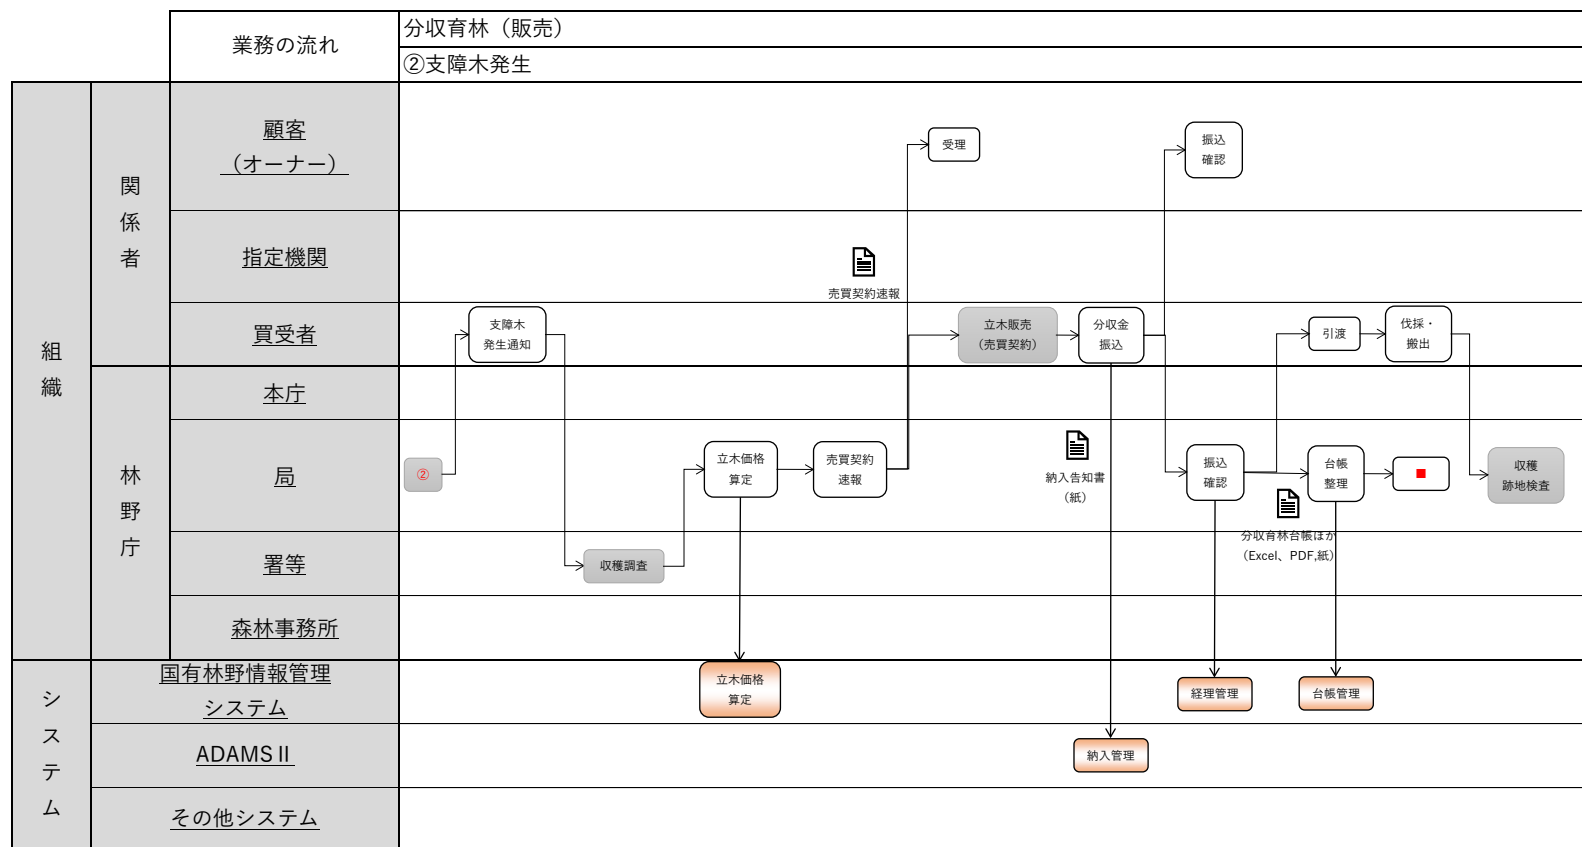 業務の流れ
分収育林（販売）
②支障木発生
組織
関係者
顧客
（オーナー）
受理
振込
確認
指定機関
売買契約速報
買受者
支障木
発生通知
立木販売
（売買契約）
分収金
振込
引渡
伐採・
搬出
林野庁
本庁
局
②
立木価格
算定
売買契約
速報
納入告知書
（紙）
振込
確認
台帳
整理
■
収穫
跡地検査
分収育林台帳ほか
（Excel、PDF,紙）
署等
収穫調査
森林事務所
システム
国有林野情報管理
システム
立木価格
算定
経理管理
台帳管理
ADAMSⅡ
納入管理
その他システム